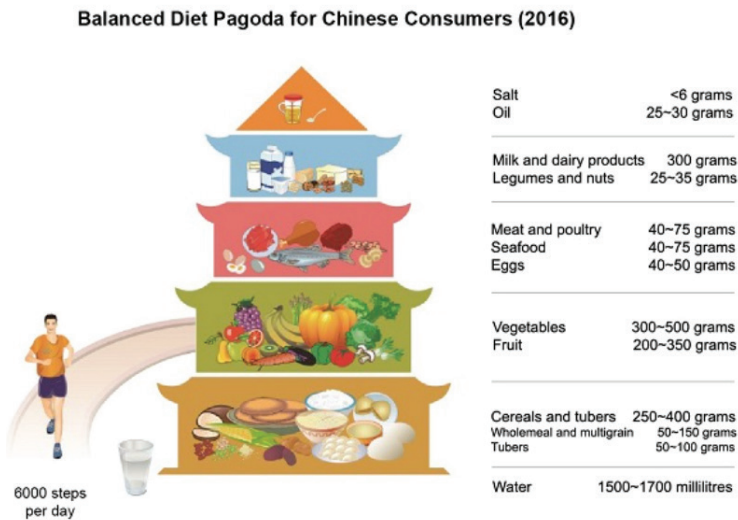 Balanced Diet Pagoda for Chinese Consumers (2016)
Salt <6 grams
Oil 25~30 grams
Milk and dairy products 300 grams
Legumes and nuts 25~35 grams
Meat and poultry 40~75 grams
Seafood 40~75 grams
Eggs 40~50 grams
Vegetables 300~500 grams
Fruit 200~350 grams
Cereals and tubers 250~400 grams
Wholemeal and multigrain 50~150 grams
Tubers 50~100 grams
Water 1500~1700 millilitres
6000 steps
per day